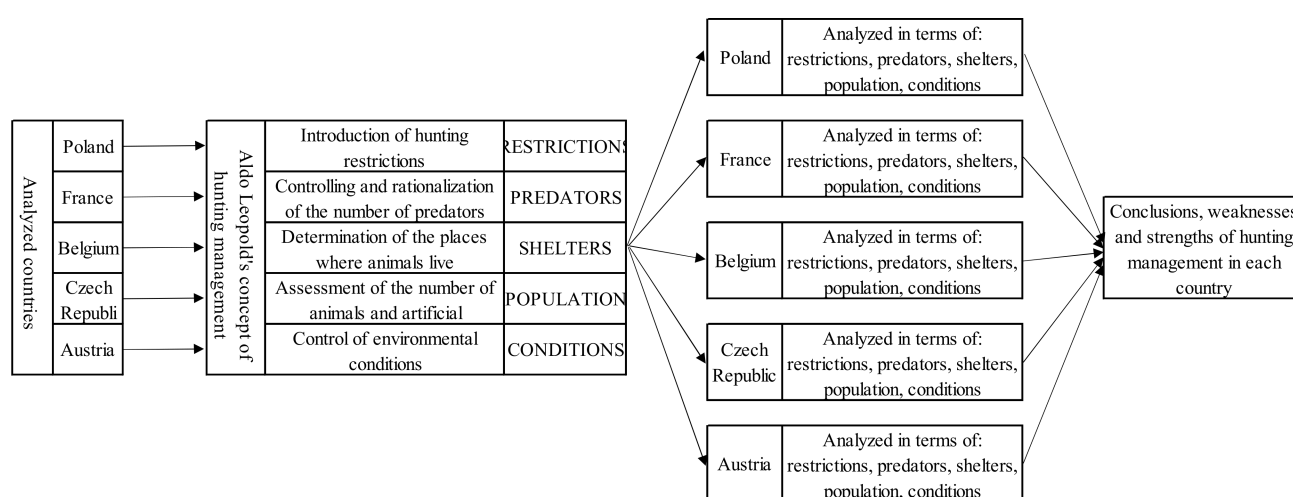 Analyzed countries
Poland
France
Belgium
Czech
Republi
Austria
Aldo Leopold's concept of
hunting management
Introduction of hunting
restrictions
RESTRICTIONS
Controlling and rationalization
of the number of predators
PREDATORS
Determination of the places
where animals live
SHELTERS
Assessment of the number of
animals and artificial
POPULATION
Control of environmental
conditions
CONDITIONS
Poland
Analyzed in terms of:
restrictions, predators, shelters,
population, conditions
France
Analyzed in terms of:
restrictions, predators, shelters,
population, conditions
Belgium
Analyzed in terms of:
restrictions, predators, shelters,
population, conditions
Czech
Republic
Analyzed in terms of:
restrictions, predators, shelters,
population, conditions
Austria
Analyzed in terms of:
restrictions, predators, shelters,
population, conditions
Conclusions, weaknesses
and strengths of hunting
management in each
country